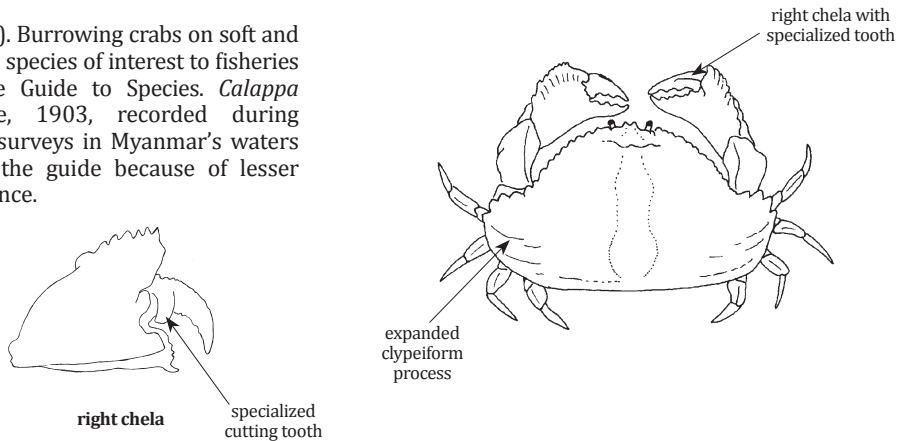 ). Burrowing crabs on soft and
species of interest to fisheries
Guide to Species. Calappa
1903, recorded during
surveys in Myanmar’s waters
the guide because of lesser
right chela with
specialized tooth
expanded
clypeiform
process
right chela
specialized
cutting tooth